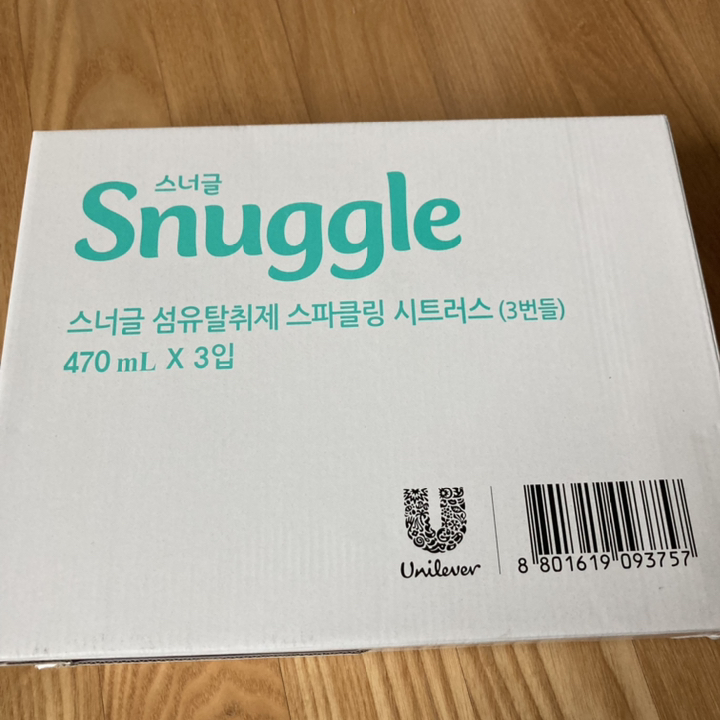 스너글
Snuggle
스너글 섬유탈취제 스파클링 시트러스 (3번들)
470 mL X 3입
Unilever
8 801619 093757